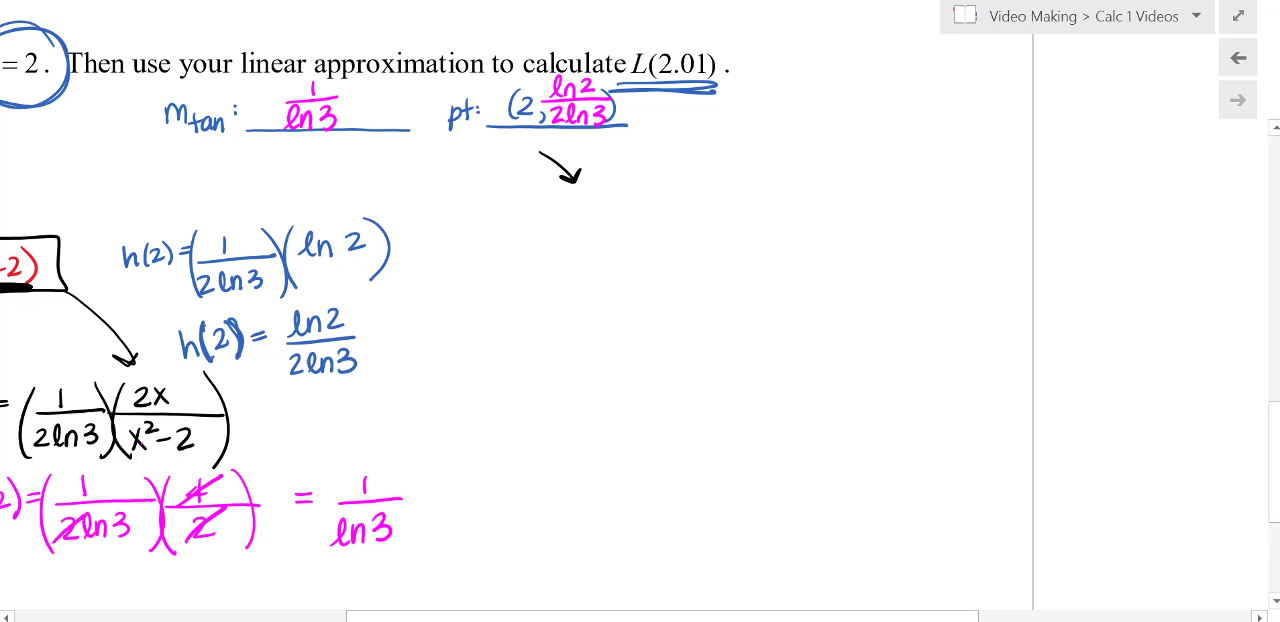 Video Making > Calc 1 Videos
= 2. Then use your linear approximation to calculate L(2.01).
m_tan: 1/ln3 pt: (2, ln2/2ln3)
-2)
h(2)=(1/2ln3)(ln 2)
h(2)= ln2/2ln3
=(1/2ln3)(2x/x²-2)
2)=(1/2ln3)(4/2) = 1/ln3